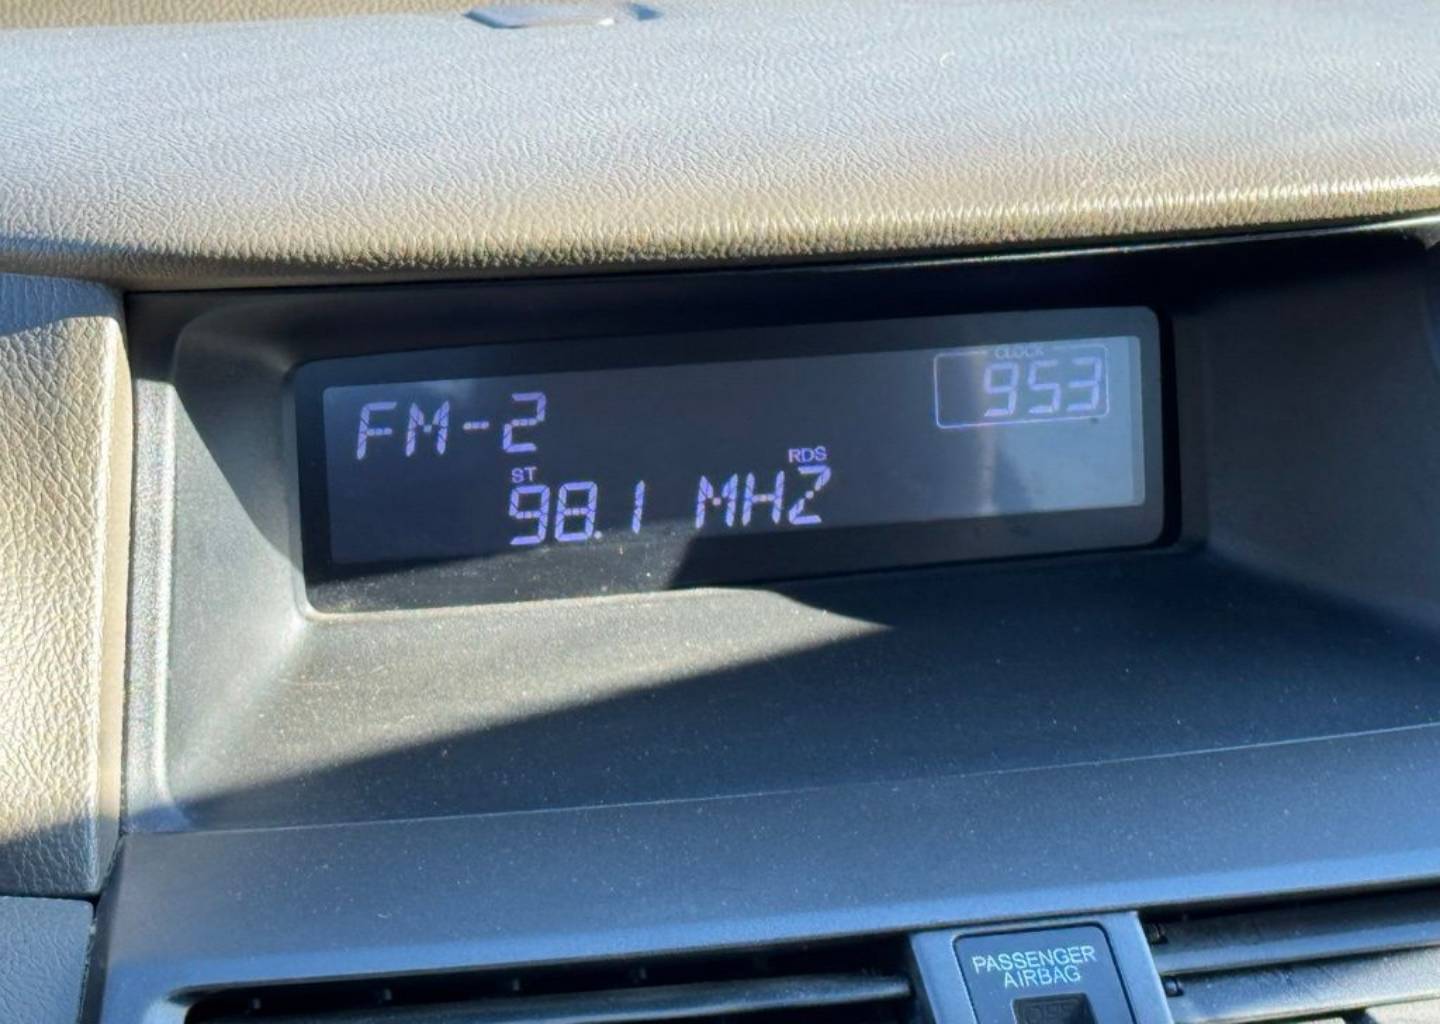 CLOCK
FM-2 953
ST RDS
98.1 MHZ
PASSENGER
AIRBAG